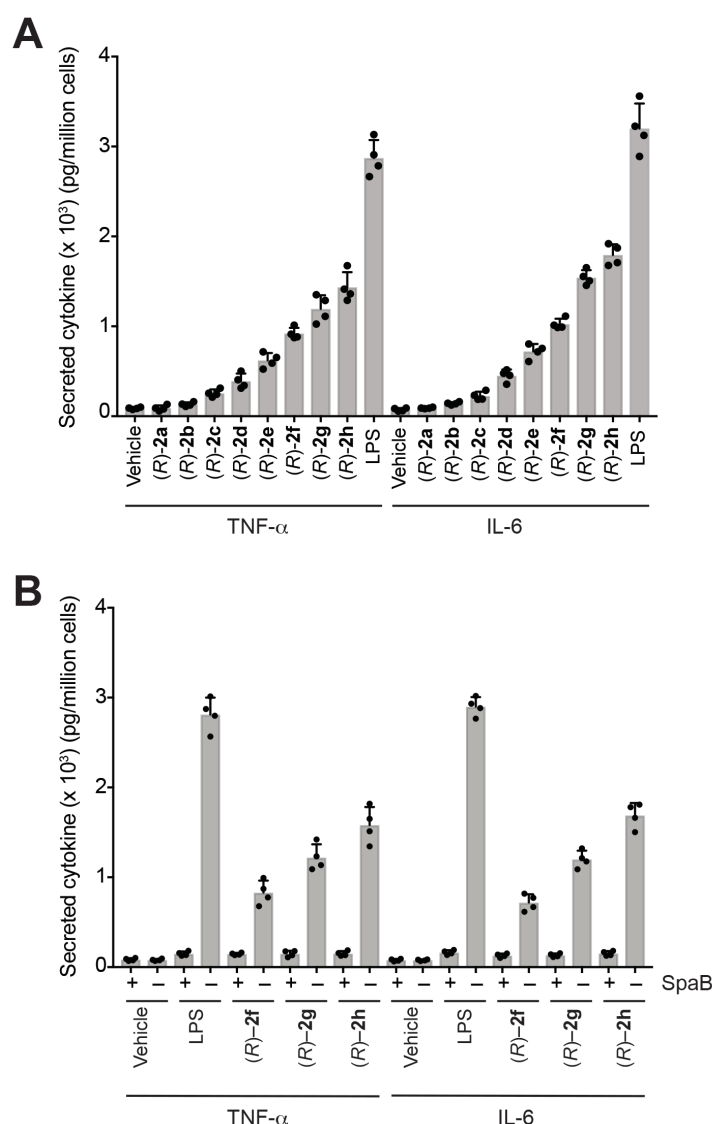 A
Secreted cytokine (x 10³) (pg/million cells)
4
3
2
1
0
Vehicle
(R)-2a
(R)-2b
(R)-2c
(R)-2d
(R)-2e
(R)-2f
(R)-2g
(R)-2h
LPS
Vehicle
(R)-2a
(R)-2b
(R)-2c
(R)-2d
(R)-2e
(R)-2f
(R)-2g
(R)-2h
LPS
TNF-α IL-6
B
Secreted cytokine (x 10³) (pg/million cells)
4
3
2
1
0
+ − + − + − + − + − + − + − + − + − + − SpaB
Vehicle
LPS
(R)–2f
(R)–2g
(R)–2h
Vehicle
LPS
(R)–2f
(R)–2g
(R)–2h
TNF-α IL-6